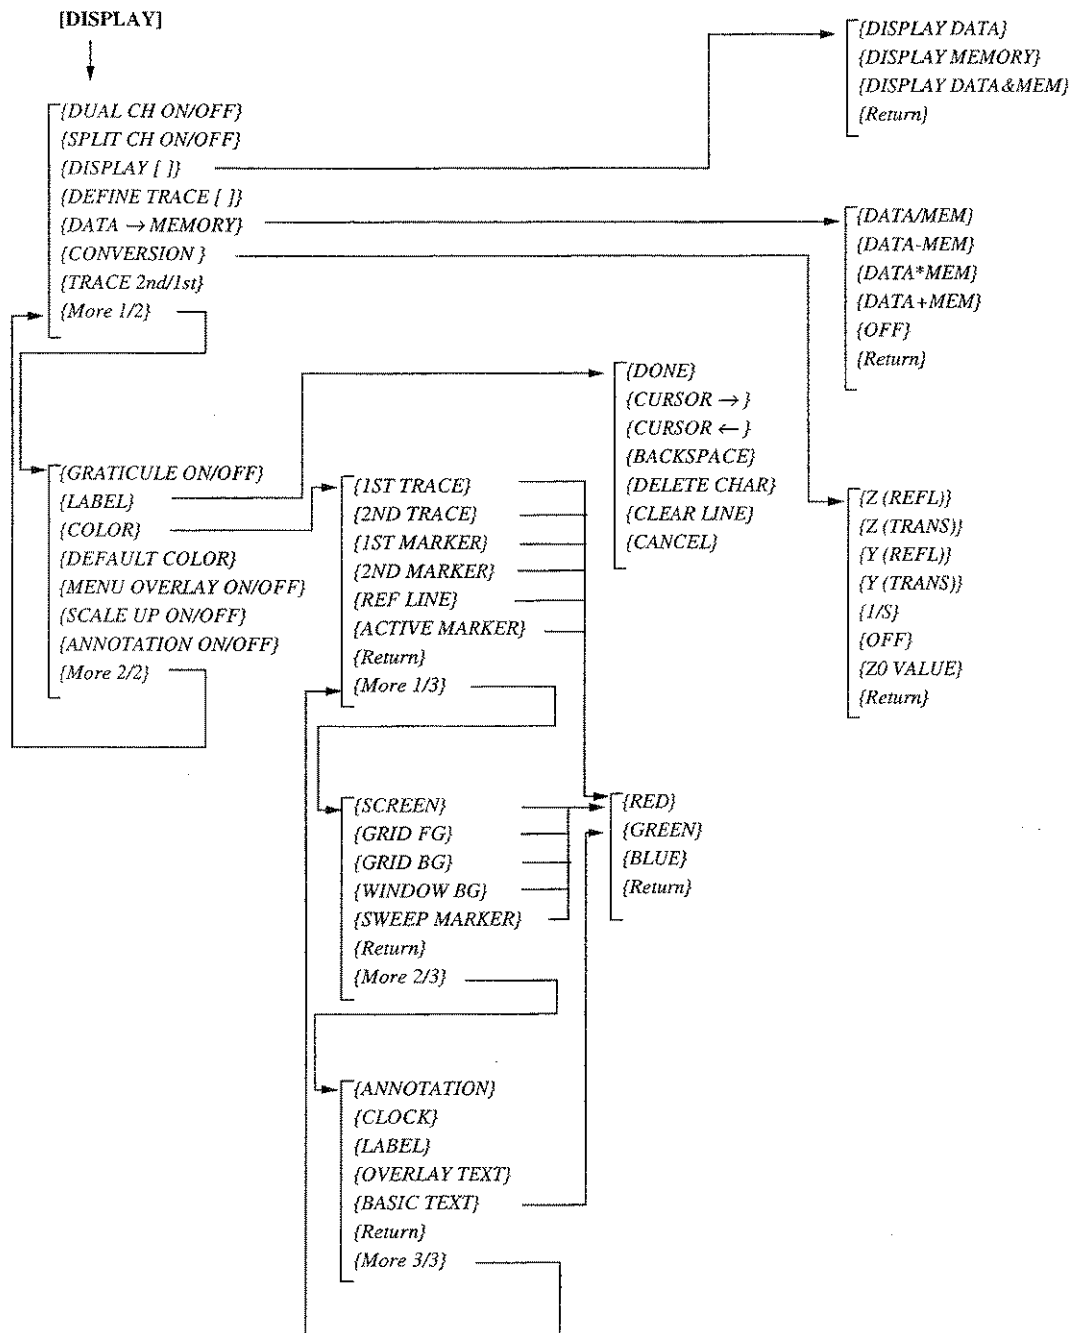 [DISPLAY]
{DUAL CH ON/OFF}
{SPLIT CH ON/OFF}
{DISPLAY [ ]}
{DEFINE TRACE [ ]}
{DATA → MEMORY}
{CONVERSION }
{TRACE 2nd/1st}
{More 1/2}
{DISPLAY DATA}
{DISPLAY MEMORY}
{DISPLAY DATA&MEM}
{Return}
{DATA/MEM}
{DATA-MEM}
{DATA*MEM}
{DATA+MEM}
{OFF}
{Return}
{Z (REFL)}
{Z (TRANS)}
{Y (REFL)}
{Y (TRANS)}
{1/S}
{OFF}
{Z0 VALUE}
{Return}
{GRATICULE ON/OFF}
{LABEL}
{COLOR}
{DEFAULT COLOR}
{MENU OVERLAY ON/OFF}
{SCALE UP ON/OFF}
{ANNOTATION ON/OFF}
{More 2/2}
{DONE}
{CURSOR → }
{CURSOR ← }
{BACKSPACE}
{DELETE CHAR}
{CLEAR LINE}
{CANCEL}
{1ST TRACE}
{2ND TRACE}
{1ST MARKER}
{2ND MARKER}
{REF LINE}
{ACTIVE MARKER}
{Return}
{More 1/3}
{SCREEN}
{GRID FG}
{GRID BG}
{WINDOW BG}
{SWEEP MARKER}
{Return}
{More 2/3}
{RED}
{GREEN}
{BLUE}
{Return}
{ANNOTATION}
{CLOCK}
{LABEL}
{OVERLAY TEXT}
{BASIC TEXT}
{Return}
{More 3/3}